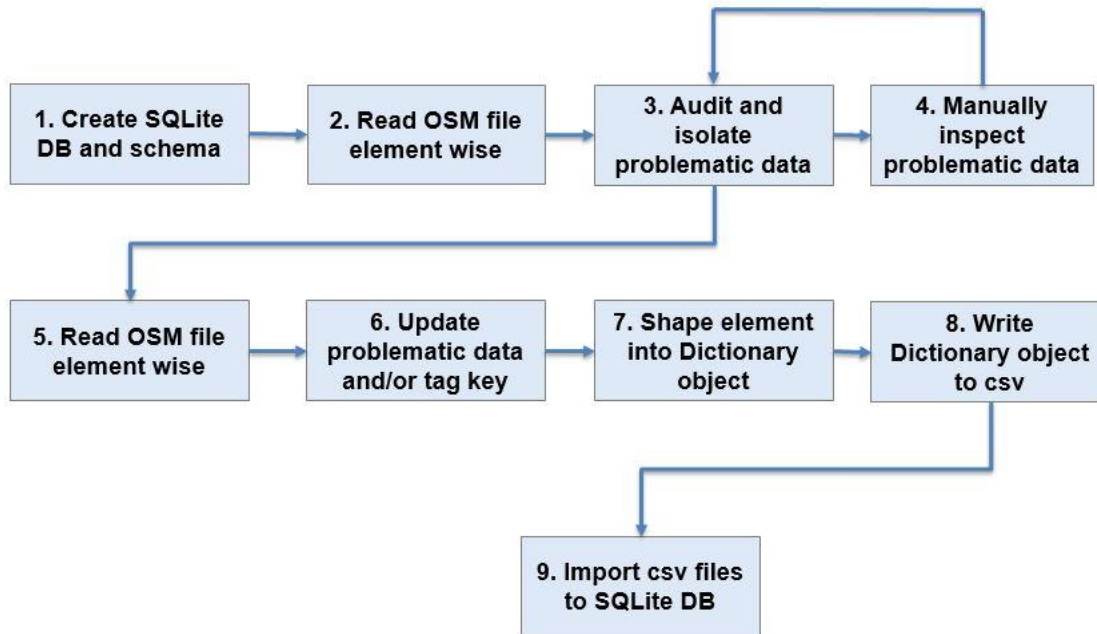 1. Create SQLite
DB and schema
2. Read OSM file
element wise
3. Audit and
isolate
problematic data
4. Manually
inspect
problematic data
5. Read OSM file
element wise
6. Update
problematic data
and/or tag key
7. Shape element
into Dictionary
object
8. Write
Dictionary object
to csv
9. Import csv files
to SQLite DB